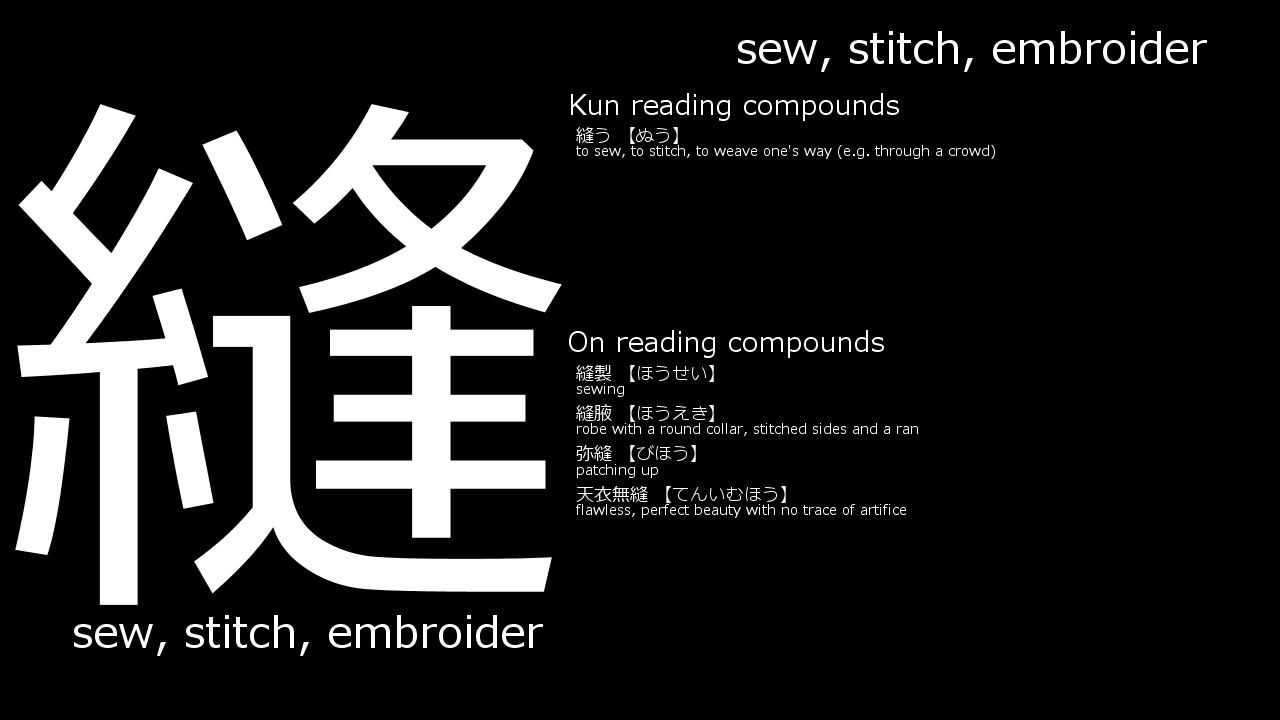 sew, stitch, embroider
縫
Kun reading compounds
縫う 【ぬう】
to sew, to stitch, to weave one's way (e.g. through a crowd)
On reading compounds
縫製 【ほうせい】
sewing
縫腋 【ほうえき】
robe with a round collar, stitched sides and a ran
弥縫 【びほう】
patching up
天衣無縫 【てんいむほう】
flawless, perfect beauty with no trace of artifice
sew, stitch, embroider